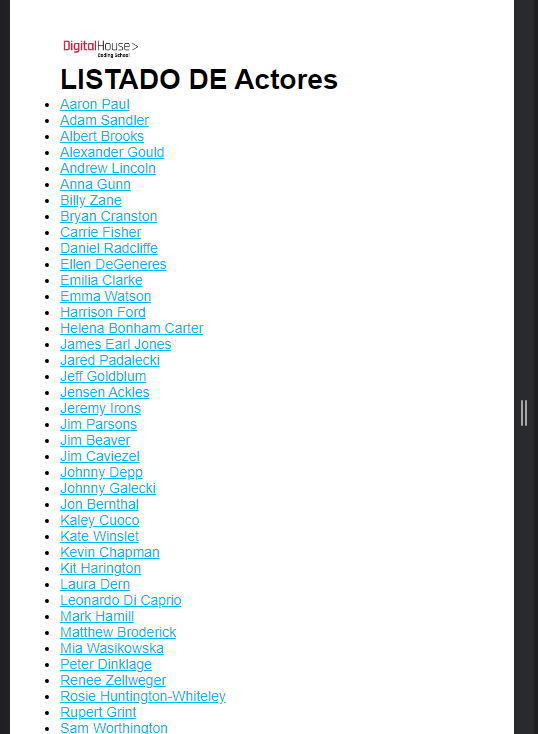 DigitalHouse>
Coding School
LISTADO DE Actores
Aaron Paul
Adam Sandler
Albert Brooks
Alexander Gould
Andrew Lincoln
Anna Gunn
Billy Zane
Bryan Cranston
Carrie Fisher
Daniel Radcliffe
Ellen DeGeneres
Emilia Clarke
Emma Watson
Harrison Ford
Helena Bonham Carter
James Earl Jones
Jared Padalecki
Jeff Goldblum
Jensen Ackles
Jeremy Irons
Jim Parsons
Jim Beaver
Jim Caviezel
Johnny Depp
Johnny Galecki
Jon Bernthal
Kaley Cuoco
Kate Winslet
Kevin Chapman
Kit Harington
Laura Dern
Leonardo Di Caprio
Mark Hamill
Matthew Broderick
Mia Wasikowska
Peter Dinklage
Renee Zellweger
Rosie Huntington-Whiteley
Rupert Grint
Sam Worthington